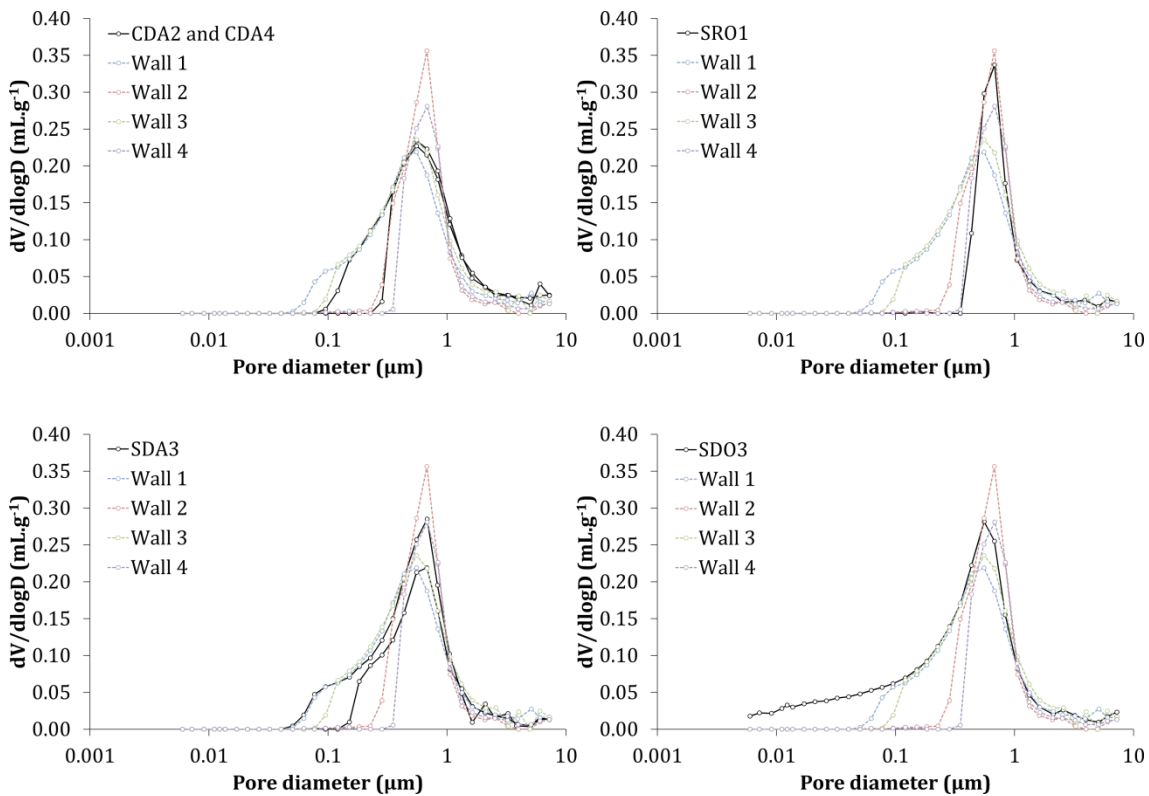 0.40
0.35
0.30
0.25
0.20
0.15
0.10
0.05
0.00
dV/dlogD (mL.g⁻¹)
CDA2 and CDA4
Wall 1
Wall 2
Wall 3
Wall 4
0.001 0.01 0.1 1 10
Pore diameter (μm)
0.40
0.35
0.30
0.25
0.20
0.15
0.10
0.05
0.00
dV/dlogD (mL.g⁻¹)
SRO1
Wall 1
Wall 2
Wall 3
Wall 4
0.001 0.01 0.1 1 10
Pore diameter (μm)
0.40
0.35
0.30
0.25
0.20
0.15
0.10
0.05
0.00
dV/dlogD (mL.g⁻¹)
SDA3
Wall 1
Wall 2
Wall 3
Wall 4
0.001 0.01 0.1 1 10
Pore diameter (μm)
0.40
0.35
0.30
0.25
0.20
0.15
0.10
0.05
0.00
dV/dlogD (mL.g⁻¹)
SDO3
Wall 1
Wall 2
Wall 3
Wall 4
0.001 0.01 0.1 1 10
Pore diameter (μm)